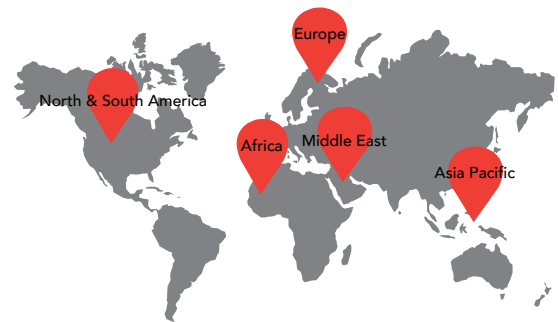 Europe
North & South America
Africa
Middle East
Asia Pacific